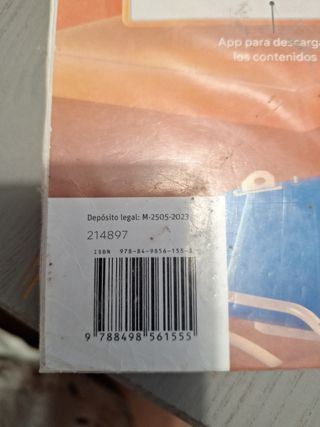 App para descarga
los contenidos
Depósito legal: M-2505-2023
214897
ISBN 978-84-9856-155-5
9 788498 561555